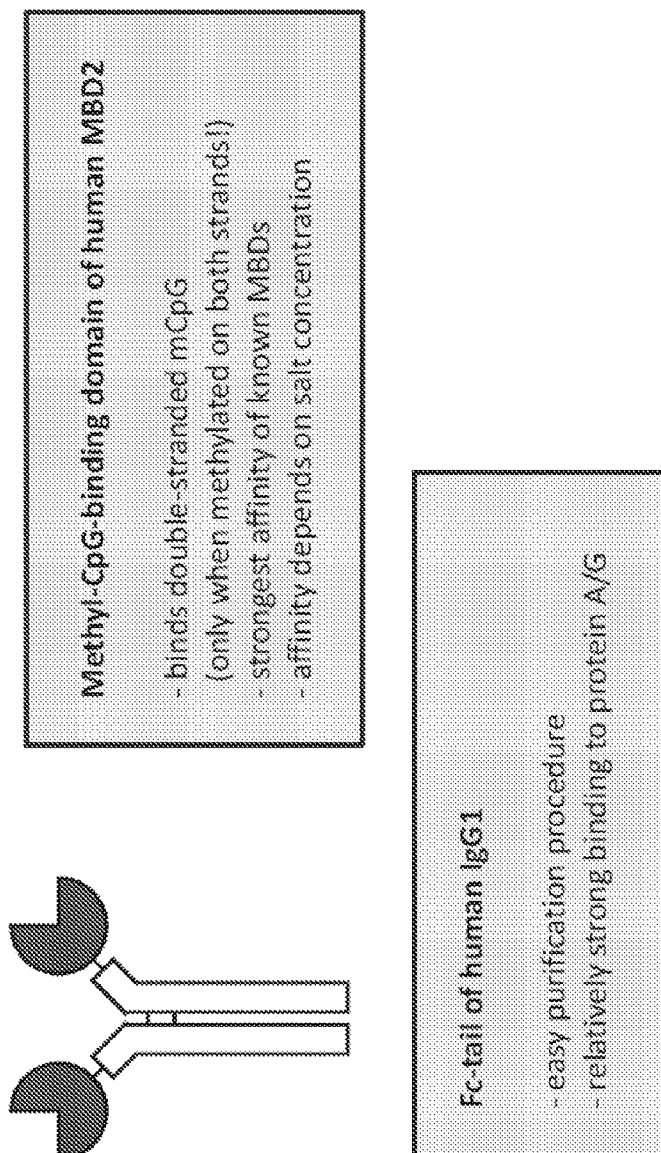 Methyl-CpG-binding domain of human MBD2
- binds double-stranded mCpG
(only when methylated on both strands!)
- strongest affinity of known MBDs
- affinity depends on salt concentration
Fc-tail of human IgG1
- easy purification procedure
- relatively strong binding to protein A/G